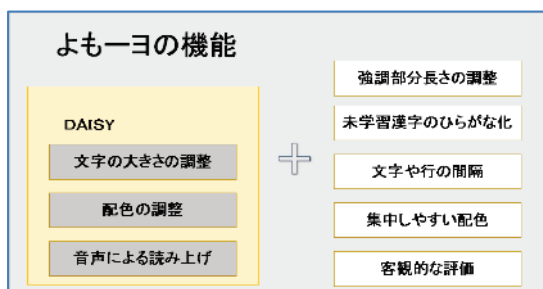 よもーヨの機能
DAISY
文字の大きさの調整
配色の調整
音声による読み上げ
強調部分長さの調整
未学習漢字のひらがな化
文字や行の間隔
集中しやすい配色
客観的な評価